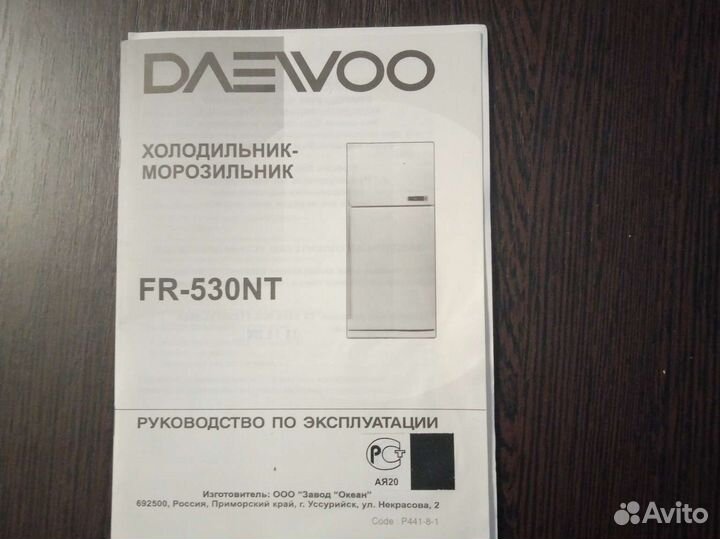 DAEWOO
ХОЛОДИЛЬНИК-
МОРОЗИЛЬНИК
FR-530NT
РУКОВОДСТВО ПО ЭКСПЛУАТАЦИИ
РСТ
АЯ20
Изготовитель: ООО "Завод "Океан"
692500, Россия, Приморский край, г. Уссурийск, ул. Некрасова, 2
Code : P441-8-1
Avito